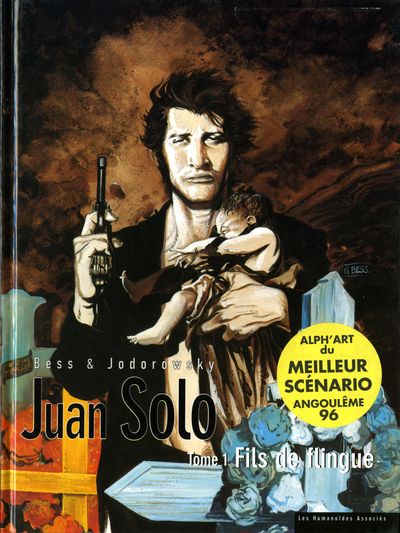 G. BESS.
Bess & Jodorowsky
Juan Solo
Tome 1 Fils de flingue
ALPH'ART
du
MEILLEUR
SCÉNARIO
ANGOULÊME
96
Les Humanoïdes Associés